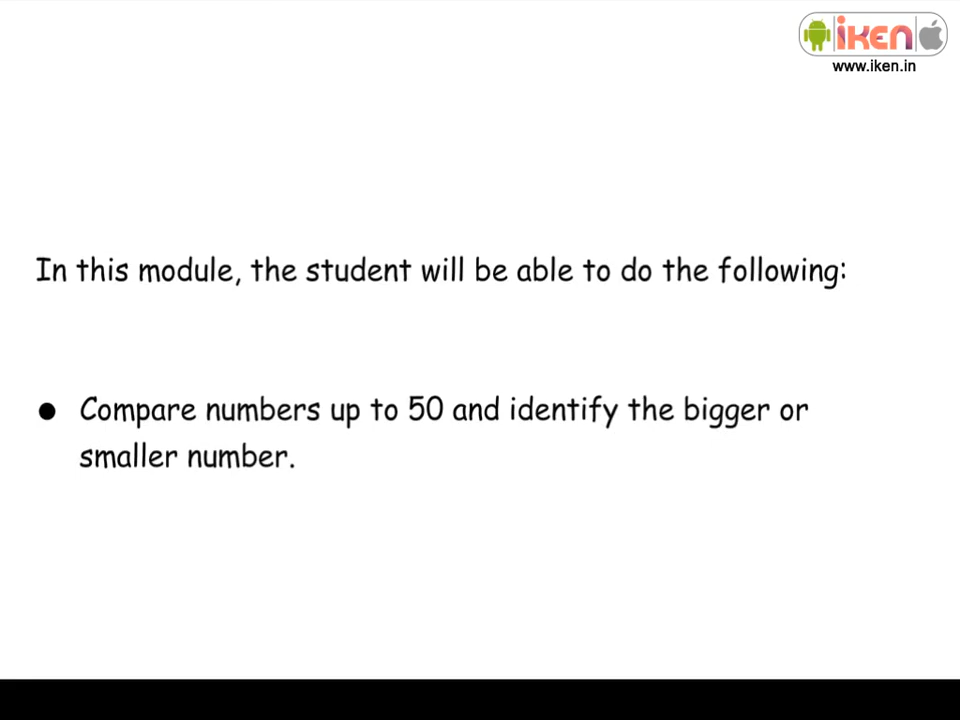 iken
www.iken.in
In this module, the student will be able to do the following:
● Compare numbers up to 50 and identify the bigger or
smaller number.